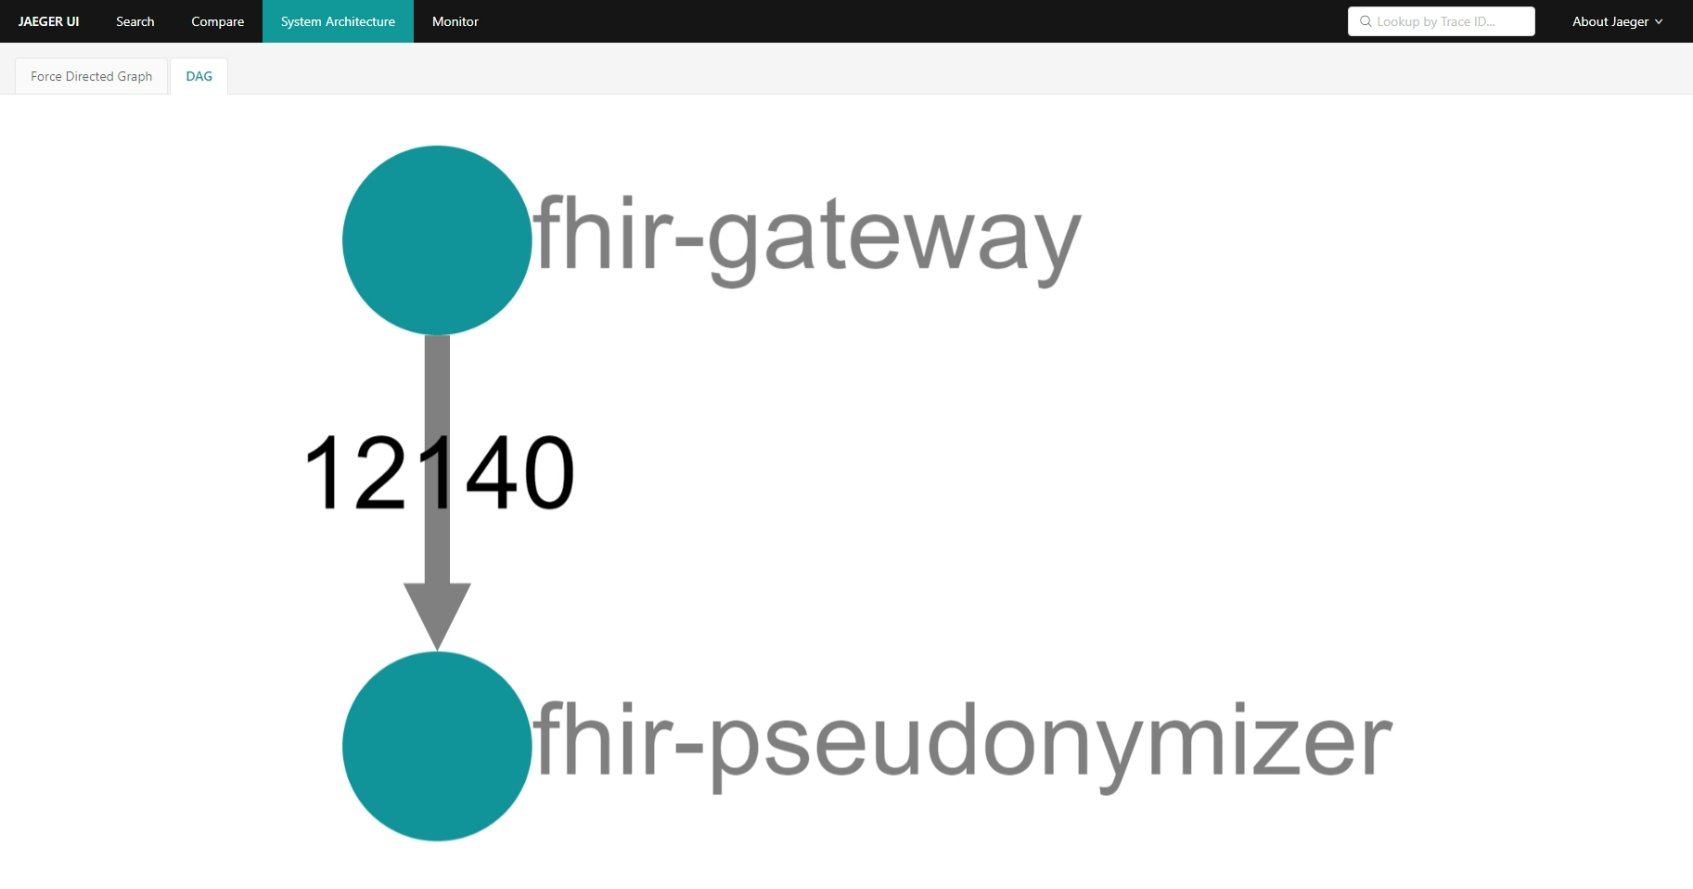 JAEGER UI Search Compare System Architecture Monitor Lookup by Trace ID... About Jaeger
Force Directed Graph DAG
fhir-gateway
12140
fhir-pseudonymizer